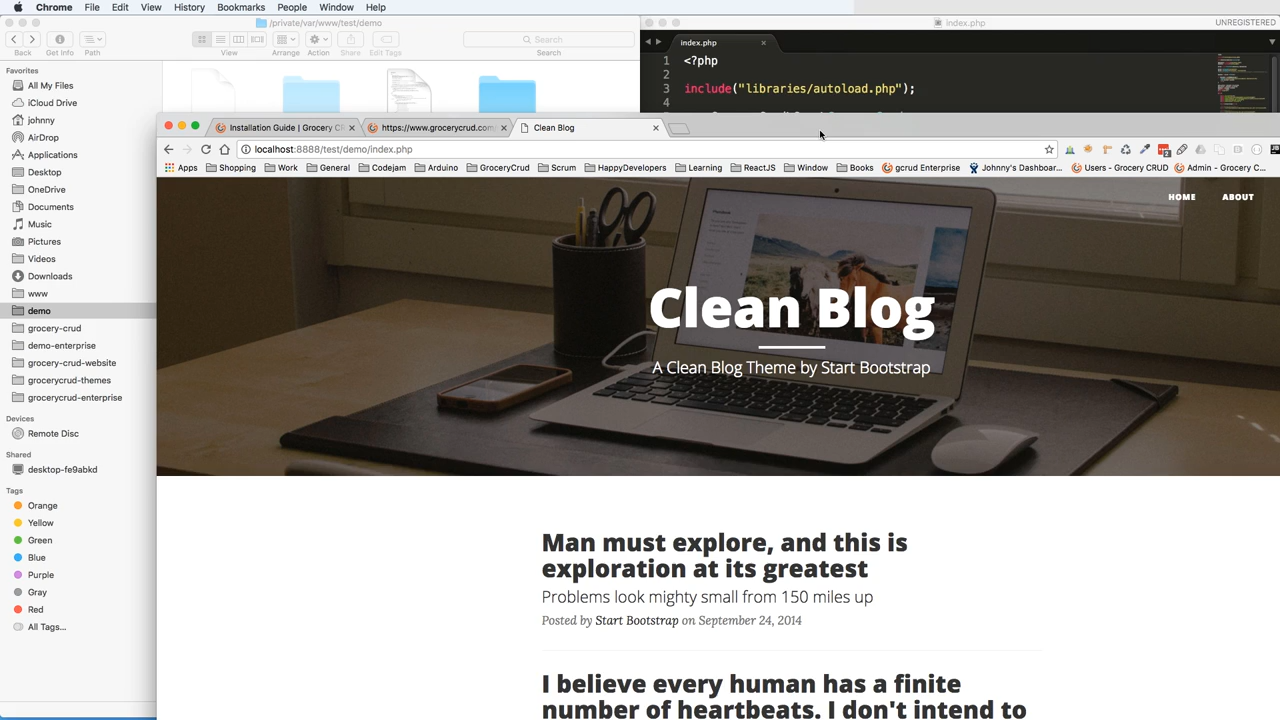 Chrome File Edit View History Bookmarks People Window Help
/private/var/www/test/demo
Back Get Info Path View Arrange Action Share Edit Tags Search
Search
Favorites
All My Files
iCloud Drive
johnny
AirDrop
Applications
Desktop
OneDrive
Documents
Music
Pictures
Videos
Downloads
www
demo
grocery-crud
demo-enterprise
grocery-crud-website
grocerycrud-themes
grocerycrud-enterprise
Devices
Remote Disc
Shared
desktop-fe9abkd
Tags
Orange
Yellow
Green
Blue
Purple
Gray
Red
All Tags...
index.php UNREGISTERED
index.php
1 <?php
2
3 include("libraries/autoload.php");
4
Installation Guide | Grocery CR https://www.grocerycrud.com Clean Blog
localhost:8888/test/demo/index.php
Apps Shopping Work General Codejam Arduino GroceryCrud Scrum HappyDevelopers Learning ReactJS Window Books gcrud Enterprise Johnny's Dashboar... Users - Grocery CRUD Admin - Grocery C...
HOME ABOUT
Clean Blog
A Clean Blog Theme by Start Bootstrap
Man must explore, and this is
exploration at its greatest
Problems look mighty small from 150 miles up
Posted by Start Bootstrap on September 24, 2014
I believe every human has a finite
number of heartbeats. I don't intend to